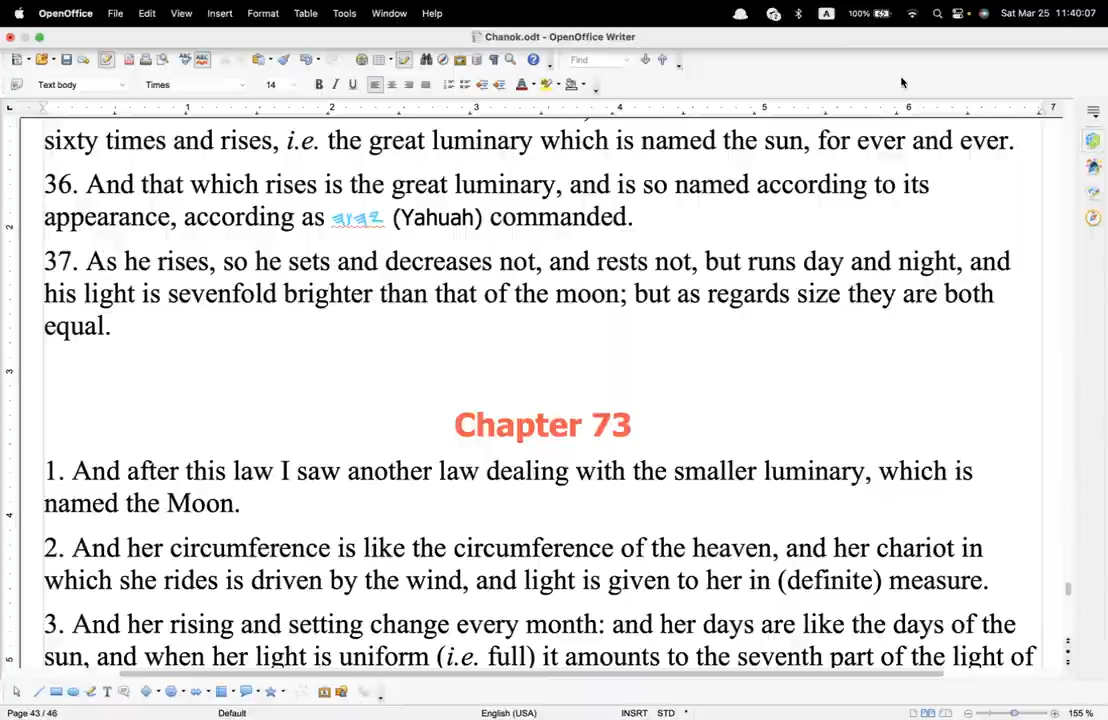 OpenOffice File Edit View Insert Format Table Tools Window Help 100% Sat Mar 25 11:40:07
Chanok.odt - OpenOffice Writer
Find
Text body Times 14 B I U
1 2 3 4 5 6 7
sixty times and rises, i.e. the great luminary which is named the sun, for ever and ever.
36. And that which rises is the great luminary, and is so named according to its
appearance, according as 𐤉𐤄𐤅𐤄 (Yahuah) commanded.
37. As he rises, so he sets and decreases not, and rests not, but runs day and night, and
his light is sevenfold brighter than that of the moon; but as regards size they are both
equal.
Chapter 73
1. And after this law I saw another law dealing with the smaller luminary, which is
named the Moon.
2. And her circumference is like the circumference of the heaven, and her chariot in
which she rides is driven by the wind, and light is given to her in (definite) measure.
3. And her rising and setting change every month: and her days are like the days of the
sun, and when her light is uniform (i.e. full) it amounts to the seventh part of the light of
Page 43 / 46 Default English (USA) INSRT STD * 155 %